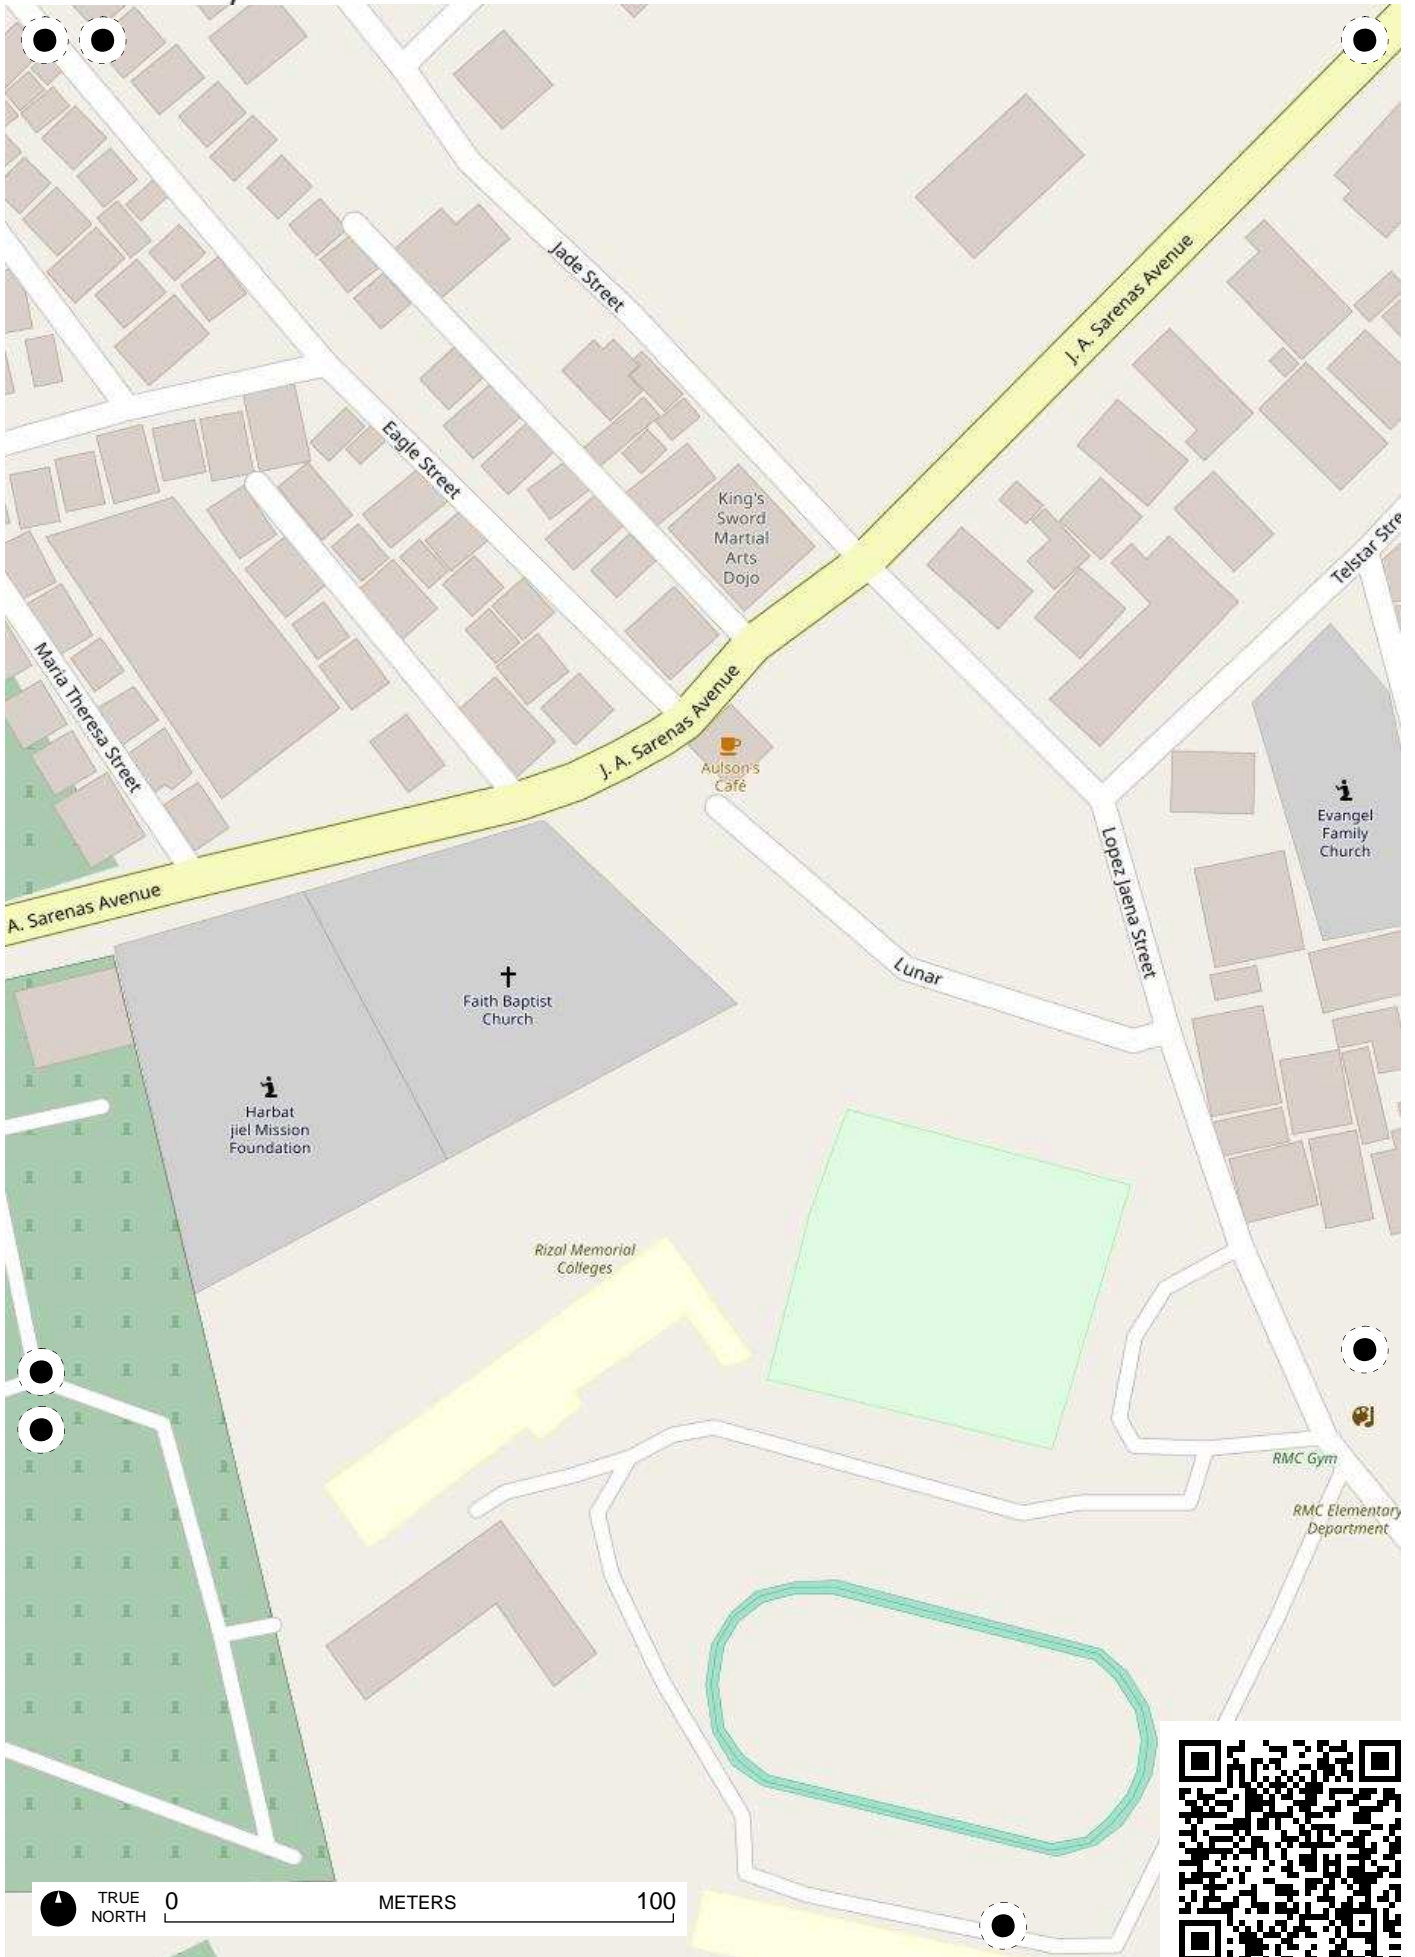 Jade Street
J. A. Sarenas Avenue
Eagle Street
King's
Sword
Martial
Arts
Dojo
Telstar Stre
Maria Theresa Street
J. A. Sarenas Avenue
Aulson's
Café
Evangel
Family
Church
Lopez Jaena Street
A. Sarenas Avenue
Lunar
Faith Baptist
Church
Harbat
jiel Mission
Foundation
Rizal Memorial
Colleges
RMC Gym
RMC Elementary
Department
TRUE
NORTH
0 METERS 100